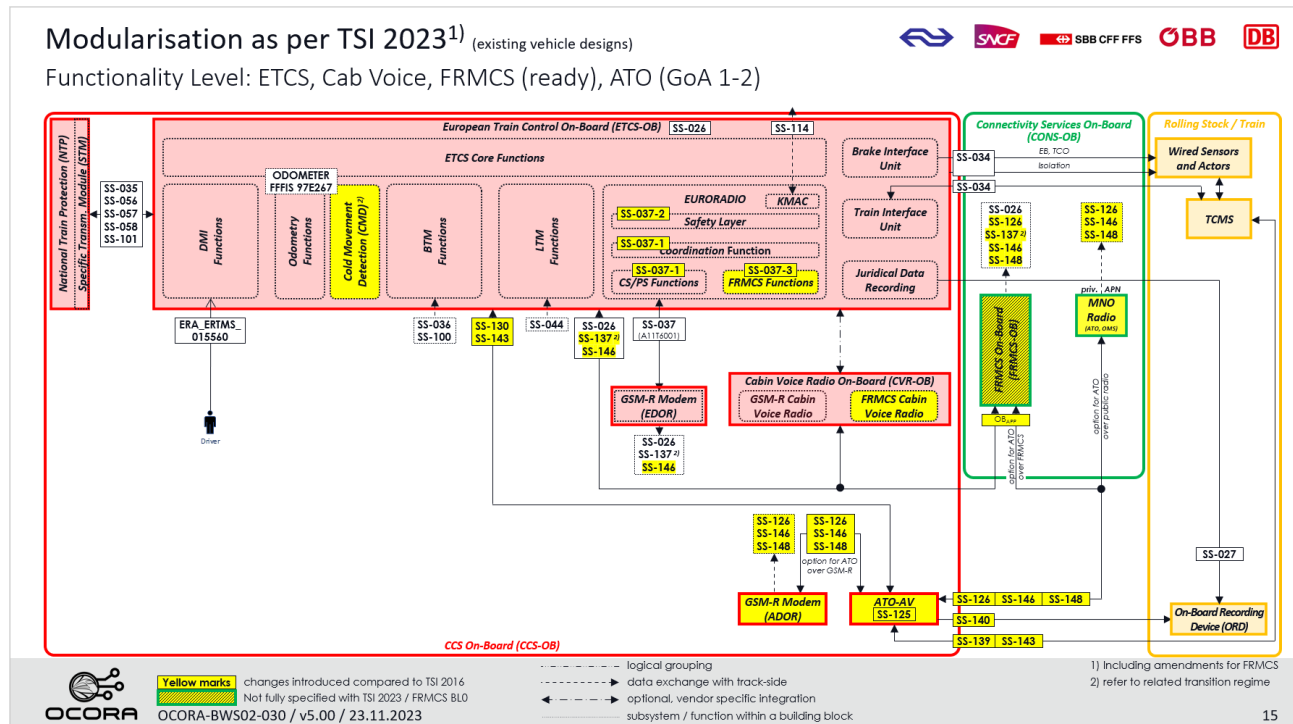 Modularisation as per TSI 2023¹⁾ (existing vehicle designs)
Functionality Level: ETCS, Cab Voice, FRMCS (ready), ATO (GoA 1-2)
SNCF
SBB CFF FFS
ÖBB
DB
National Train Protection (NTP)
Specific Transm. Module (STM)
SS-035
SS-056
SS-057
SS-058
SS-101
European Train Control On-Board (ETCS-OB)
SS-026
SS-114
ETCS Core Functions
ODOMETER
FFFIS 97E267
DMI
Functions
Odometry
Functions
Cold Movement
Detection (CMD)²⁾
BTM
Functions
LTM
Functions
EURORADIO
KMAC
SS-037-2
Safety Layer
SS-037-1
Coordination Function
SS-037-1
CS/PS Functions
SS-037-3
FRMCS Functions
Brake Interface
Unit
Train Interface
Unit
Juridical Data
Recording
SS-034
EB, TCO
Isolation
SS-034
Connectivity Services On-Board
(CONS-OB)
SS-026
SS-126
SS-137 ²⁾
SS-146
SS-148
SS-126
SS-146
SS-148
priv. APN
MNO
Radio
(ATO, OMS)
FRMCS On-Board
(FRMCS-OB)
OB_APP
option for ATO
over FRMCS
option for ATO
over public radio
Rolling Stock / Train
Wired Sensors
and Actors
TCMS
ERA_ERTMS_
015560
Driver
SS-036
SS-100
SS-130
SS-143
SS-044
SS-026
SS-137 ²⁾
SS-146
SS-037
(A11T6001)
GSM-R Modem
(EDOR)
SS-026
SS-137 ²⁾
SS-146
Cabin Voice Radio On-Board (CVR-OB)
GSM-R Cabin
Voice Radio
FRMCS Cabin
Voice Radio
SS-126
SS-146
SS-148
SS-126
SS-146
SS-148
option for ATO
over GSM-R
GSM-R Modem
(ADOR)
ATO-AV
SS-125
SS-126 SS-146 SS-148
SS-140
SS-139 SS-143
SS-027
On-Board Recording
Device (ORD)
CCS On-Board (CCS-OB)
OCORA
Yellow marks changes introduced compared to TSI 2016
Not fully specified with TSI 2023 / FRMCS BL0
OCORA-BWS02-030 / v5.00 / 23.11.2023
logical grouping
data exchange with track-side
optional, vendor specific integration
subsystem / function within a building block
1) Including amendments for FRMCS
2) refer to related transition regime
15